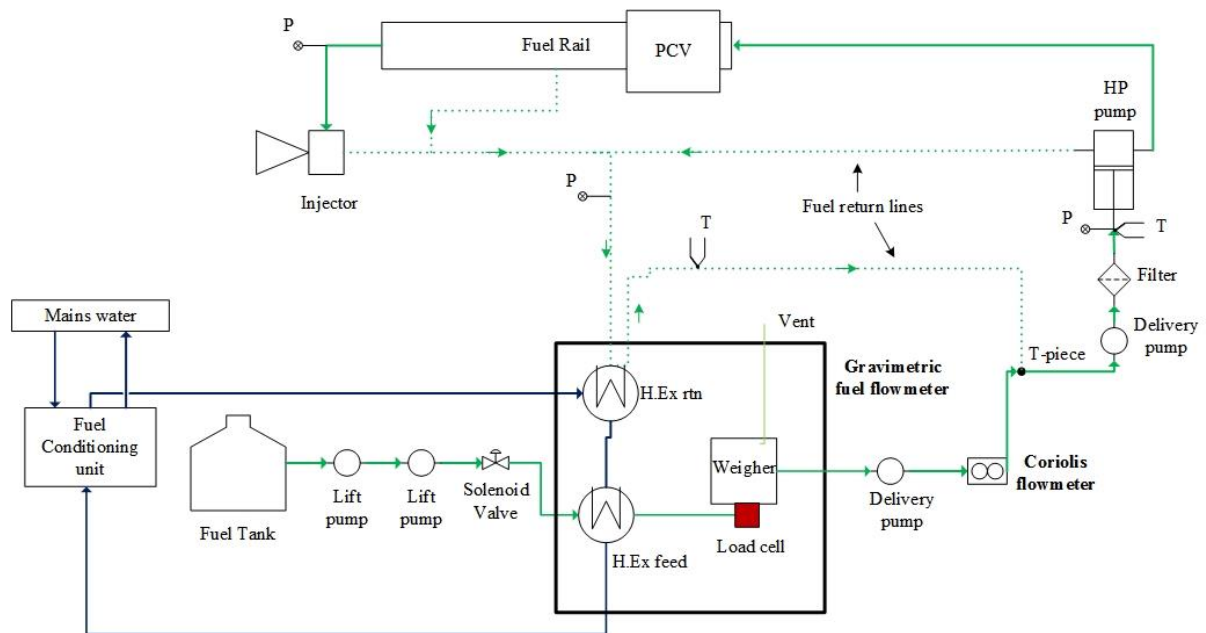 P
Fuel Rail
PCV
HP
pump
Injector
P
Fuel return lines
T
P
T
Filter
Mains water
Vent
Delivery
pump
T-piece
Gravimetric
fuel flowmeter
H.Ex rtn
Fuel
Conditioning
unit
Weigher
Coriolis
flowmeter
Lift
pump
Lift
pump
Solenoid
Valve
Delivery
pump
Fuel Tank
Load cell
H.Ex feed